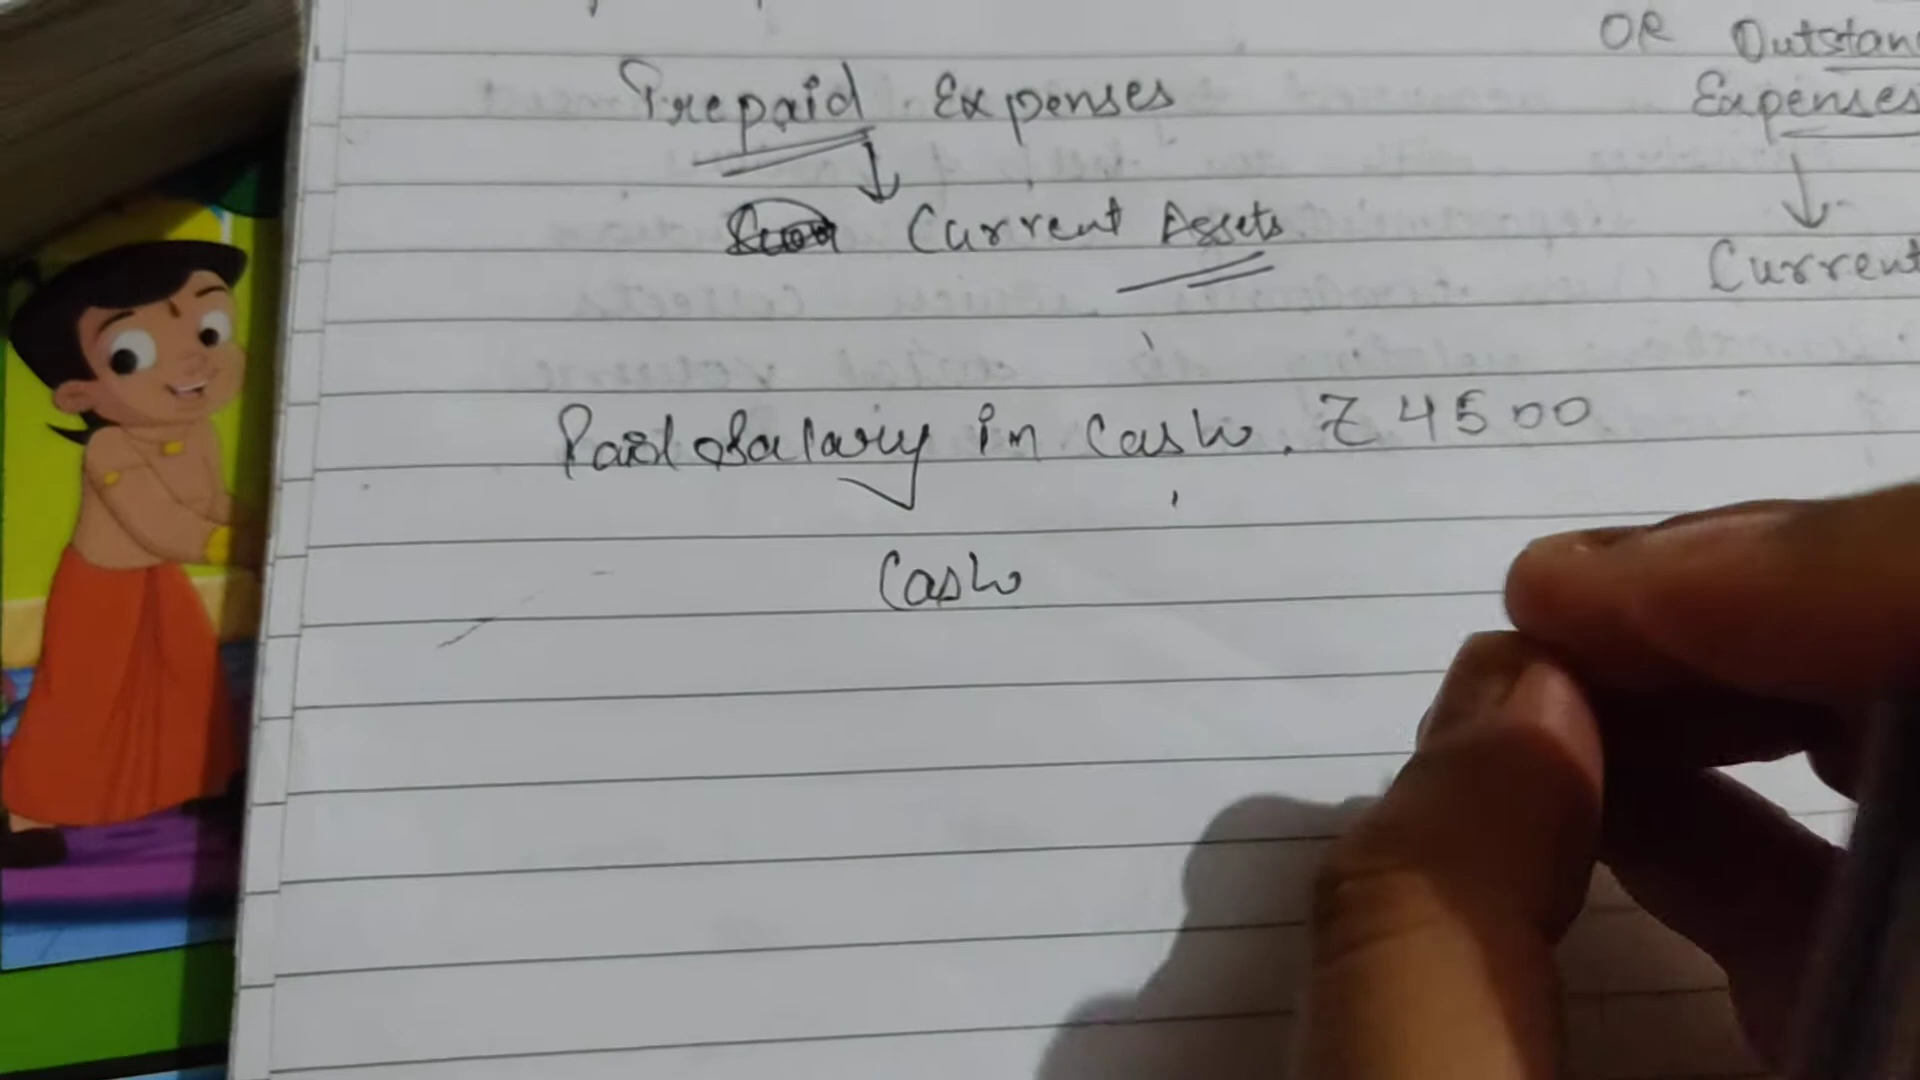 OR Outstan
Prepaid Expenses
Expenses
Current Assets
Current
Paid Salary in Cash. ₹ 4500
Cash